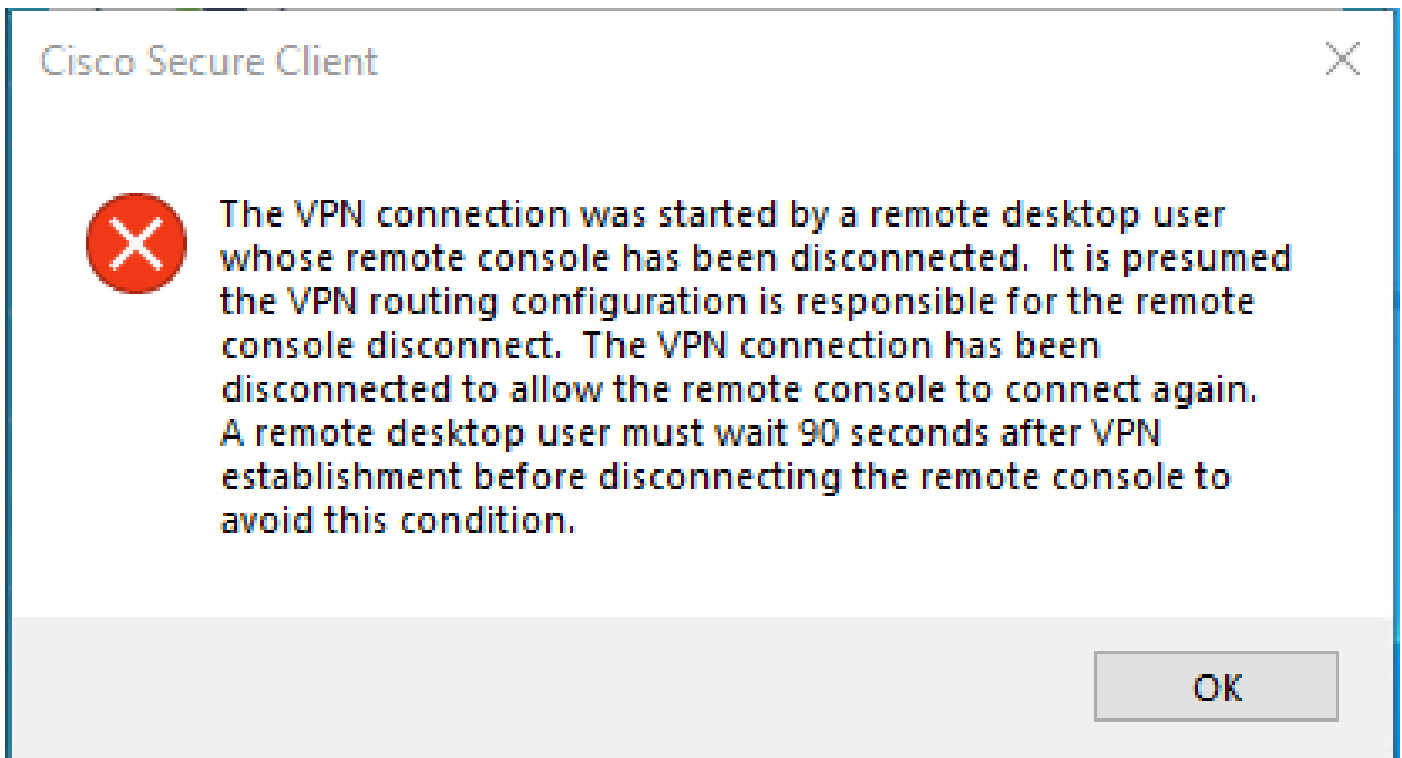 Cisco Secure Client
The VPN connection was started by a remote desktop user
whose remote console has been disconnected.  It is presumed
the VPN routing configuration is responsible for the remote
console disconnect.  The VPN connection has been
disconnected to allow the remote console to connect again.
A remote desktop user must wait 90 seconds after VPN
establishment before disconnecting the remote console to
avoid this condition.
OK